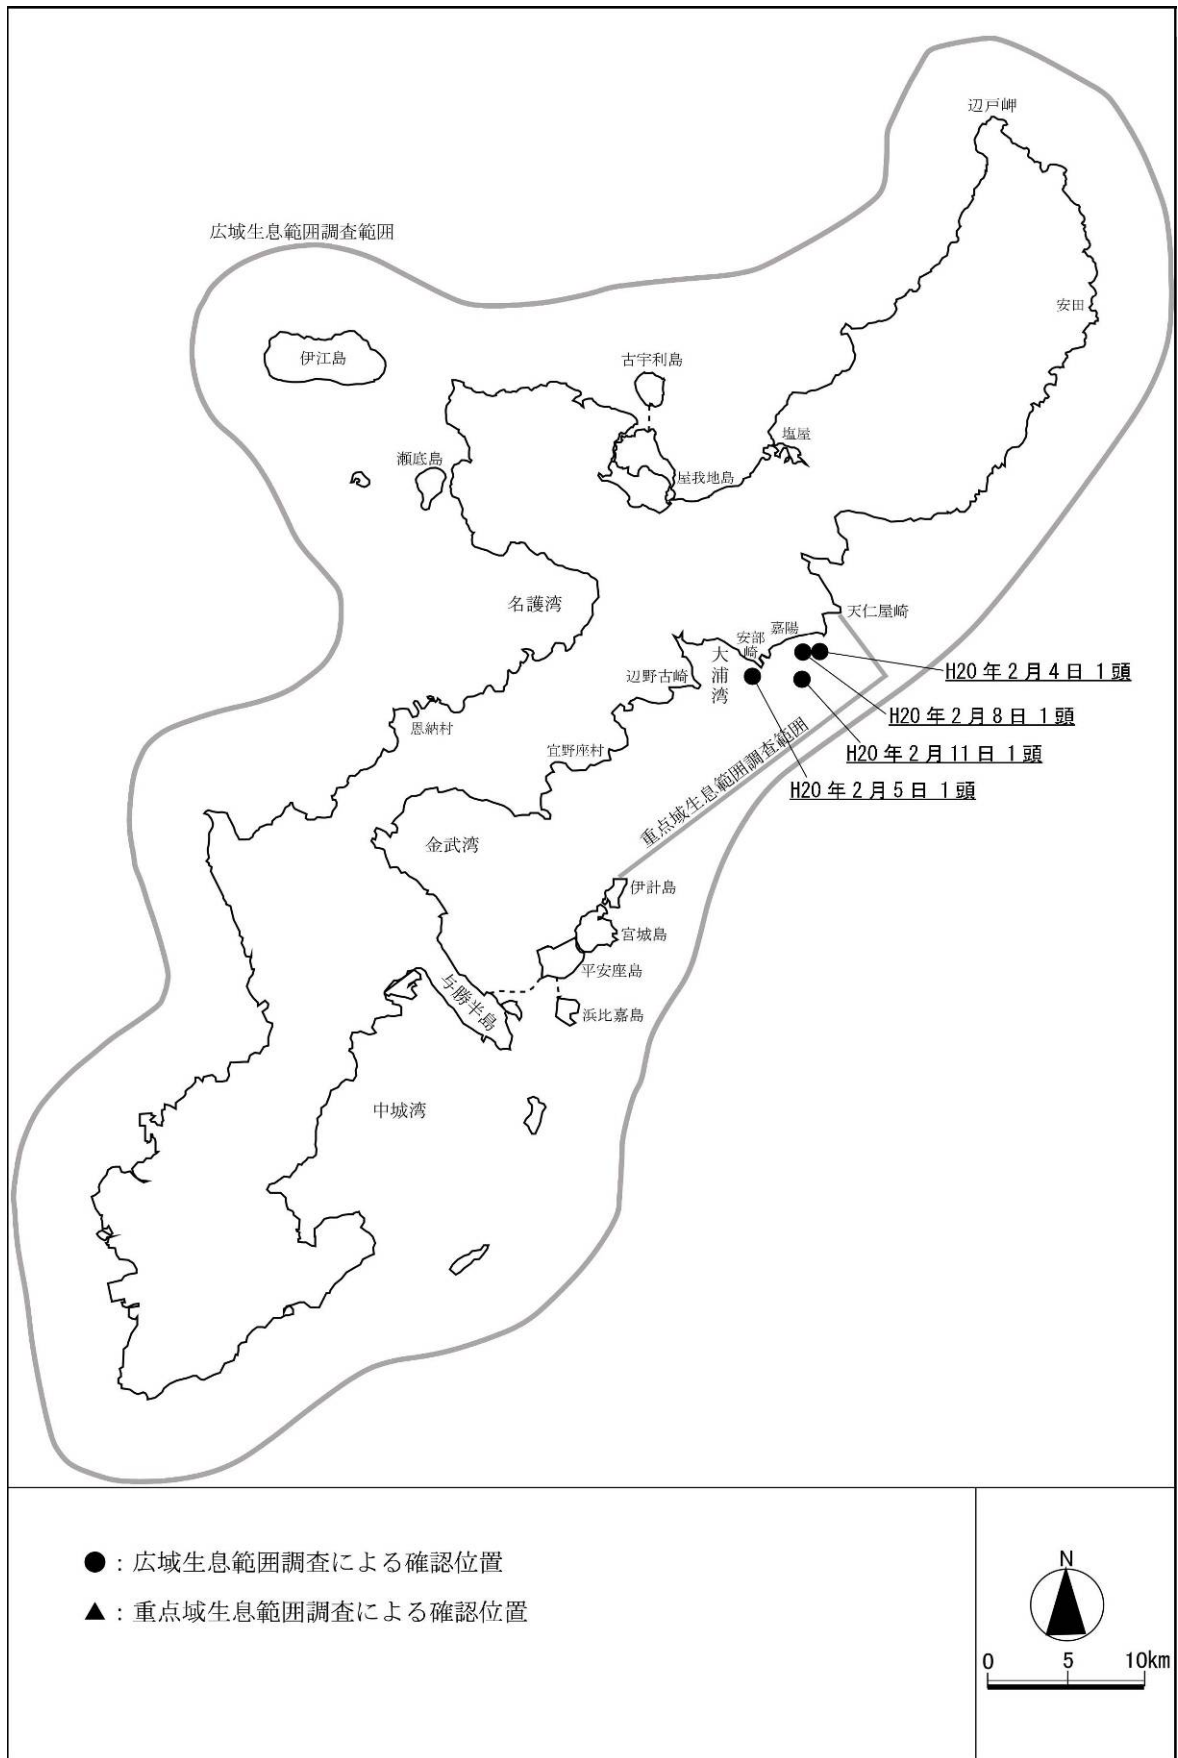 辺戸岬
広域生息範囲調査範囲
安田
伊江島
古宇利島
塩屋
瀬底島
屋我地島
名護湾
天仁屋崎
嘉陽
安部崎
大浦湾
辺野古崎
H20年2月4日 1頭
H20年2月8日 1頭
恩納村
宜野座村
H20年2月11日 1頭
H20年2月5日 1頭
重点域生息範囲調査範囲
金武湾
伊計島
宮城島
平安座島
与勝半島
浜比嘉島
中城湾
●：広域生息範囲調査による確認位置
▲：重点域生息範囲調査による確認位置
N
0 5 10km